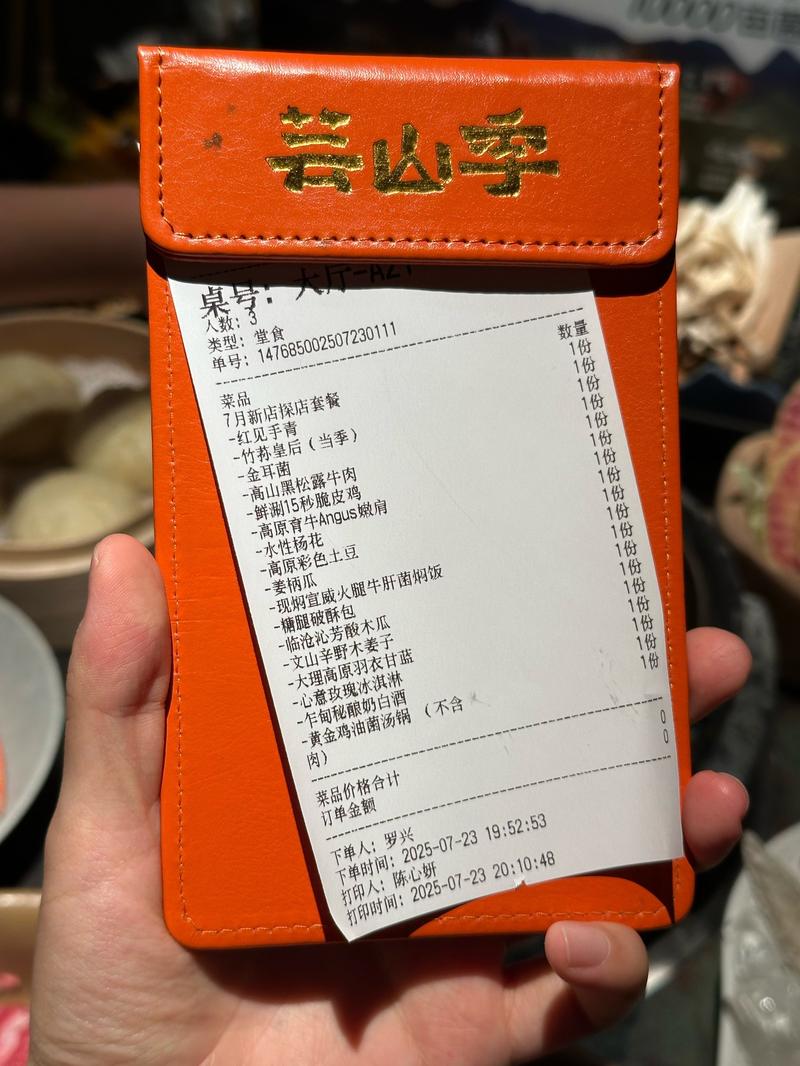 10000亩菌
芸山季
桌号: 大厅-A21
人数: 3
类型: 堂食
单号: 147685002507230111
菜品 数量
7月新店探店套餐 1份
-红见手青 1份
-竹荪皇后（当季） 1份
-金耳菌 1份
-高山黑松露牛肉 1份
-鲜涮15秒脆皮鸡 1份
-高原育牛Angus嫩肩 1份
-水性杨花 1份
-高原彩色土豆 1份
-姜柄瓜 1份
-现焖宣威火腿牛肝菌焖饭 1份
-糖腿破酥包 1份
-临沧沁芳酸木瓜 1份
-文山辛野木姜子 1份
-大理高原羽衣甘蓝 1份
-心意玫瑰冰淇淋 1份
-乍甸秘酿奶白酒 1份
-黄金鸡油菌汤锅 （不含 1份
肉）
菜品价格合计 0
订单金额 0
下单人: 罗兴
下单时间: 2025-07-23 19:52:53
打印人: 陈心妍
打印时间: 2025-07-23 20:10:48